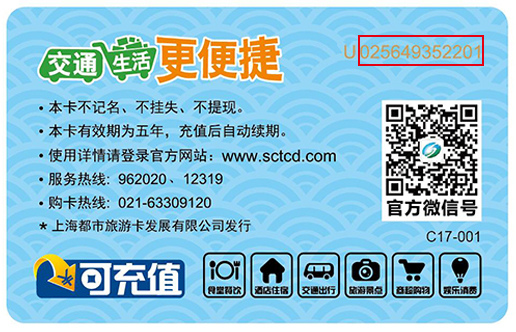 交通生活更便捷
U025649352201
· 本卡不记名、不挂失、不提现。
· 本卡有效期为五年，充值后自动续期。
· 使用详情请登录官方网站：www.sctcd.com
· 服务热线: 962020、12319
· 购卡热线: 021-63309120
* 上海都市旅游卡发展有限公司发行
官方微信号
C17-001
可充值
食堂餐饮 酒店住宿 交通出行 旅游景点 商超购物 娱乐消费